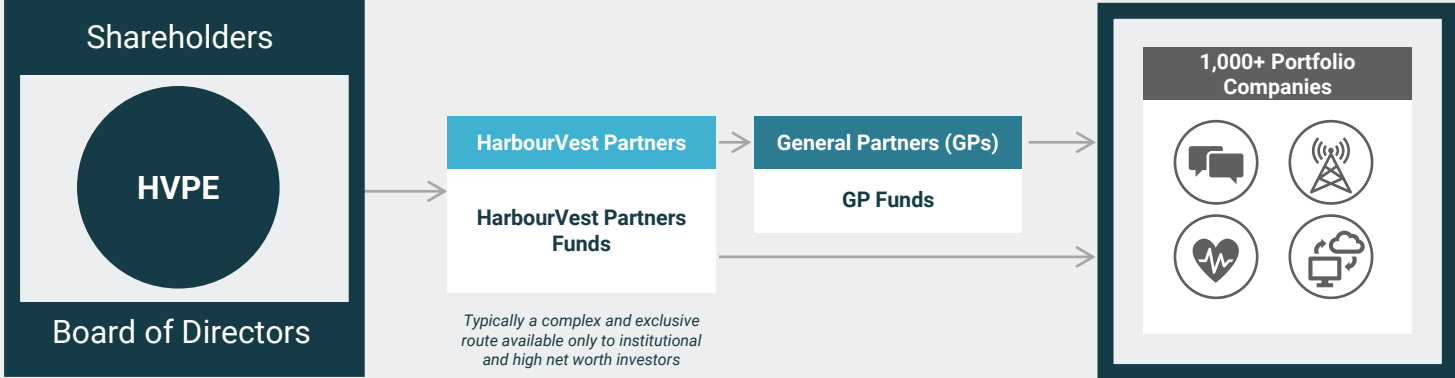 Shareholders
HVPE
Board of Directors
HarbourVest Partners
HarbourVest Partners
Funds
Typically a complex and exclusive
route available only to institutional
and high net worth investors
General Partners (GPs)
GP Funds
1,000+ Portfolio
Companies